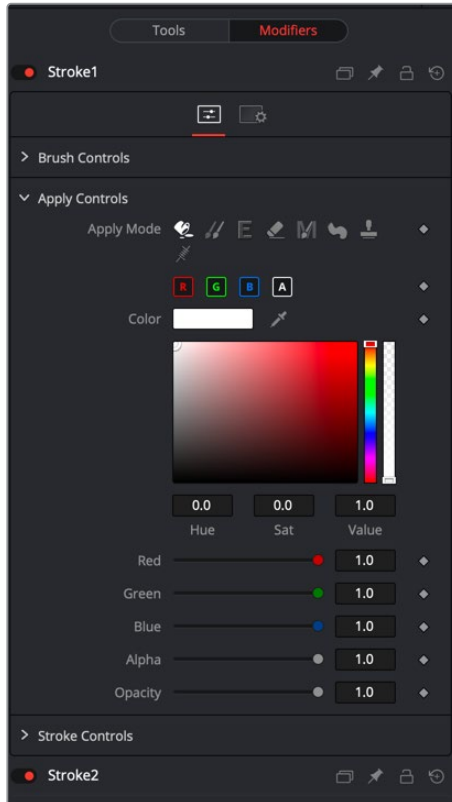 Tools Modifiers
Stroke1
Brush Controls
Apply Controls
Apply Mode E M
R G B A
Color
0.0 0.0 1.0
Hue Sat Value
Red 1.0
Green 1.0
Blue 1.0
Alpha 1.0
Opacity 1.0
Stroke Controls
Stroke2